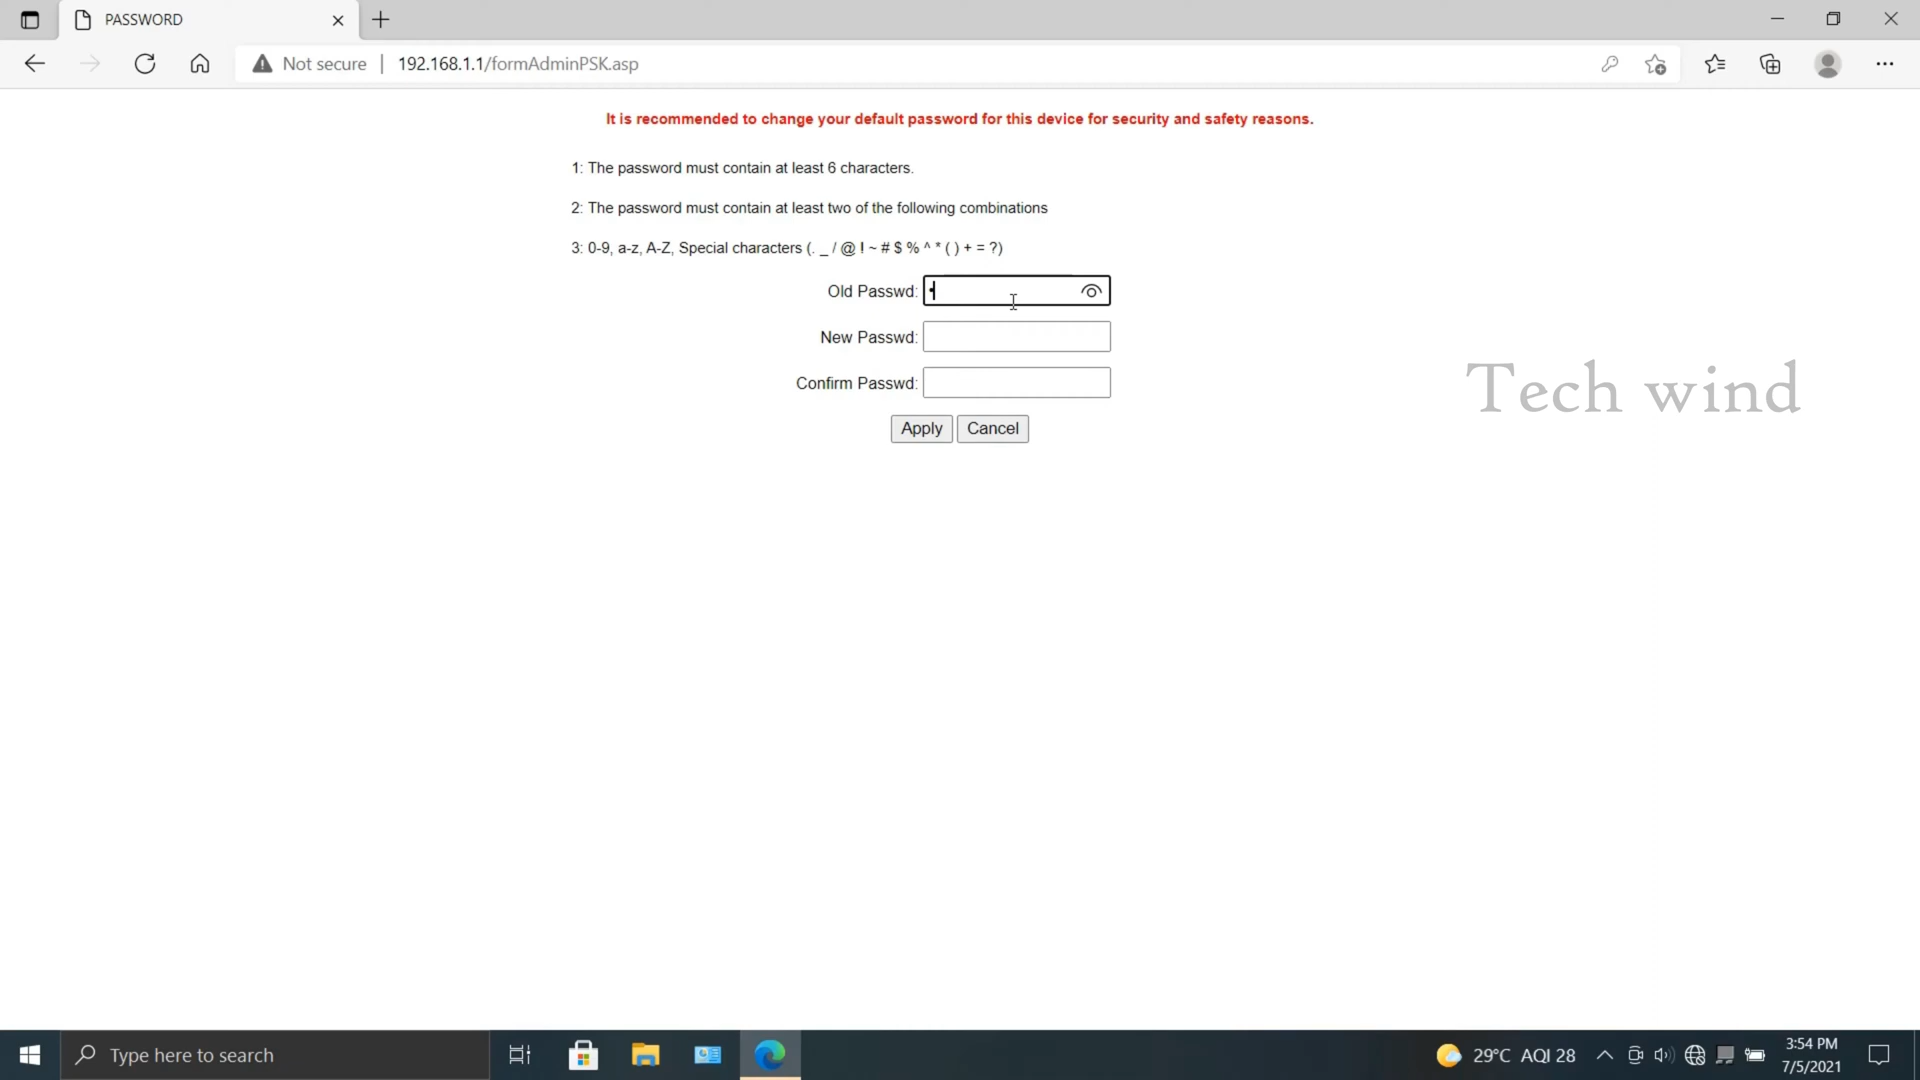 PASSWORD
Not secure | 192.168.1.1/formAdminPSK.asp
It is recommended to change your default password for this device for security and safety reasons.
1: The password must contain at least 6 characters.
2: The password must contain at least two of the following combinations
3: 0-9, a-z, A-Z, Special characters (. _ / @ ! ~ # $ % ^ * ( ) + = ?)
Old Passwd:
New Passwd:
Confirm Passwd:
Apply Cancel
Tech wind
Type here to search
29°C AQI 28
3:54 PM
7/5/2021